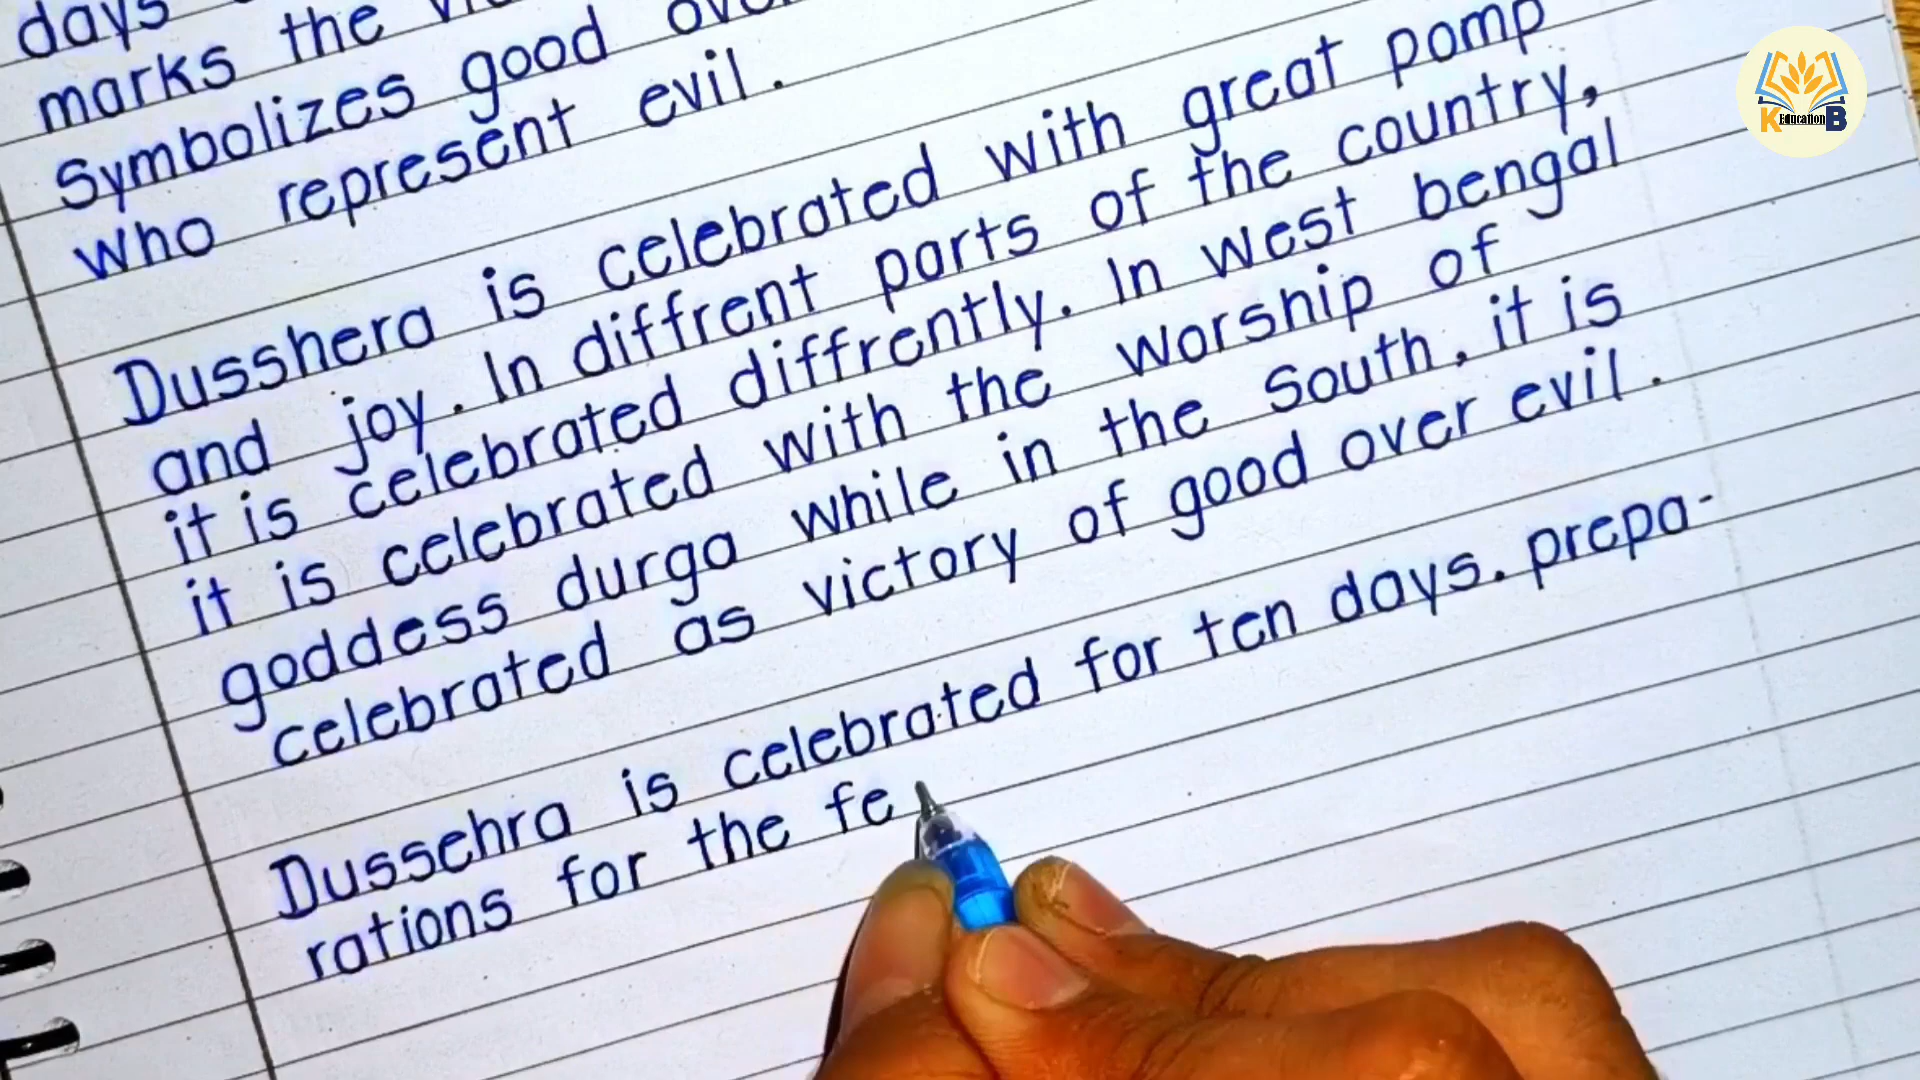 days
marks the
Symbolizes good
who represent evil.
Dusshera is celebrated with great pomp
and joy. In diffrent parts of the country,
it is celebrated diffrently. In west bengal
it is celebrated with the worship of
goddess durga while in the South, it is
celebrated as victory of good over evil.
Dussehra is celebrated for ten days. prepa-
rations for the fe
K Education B